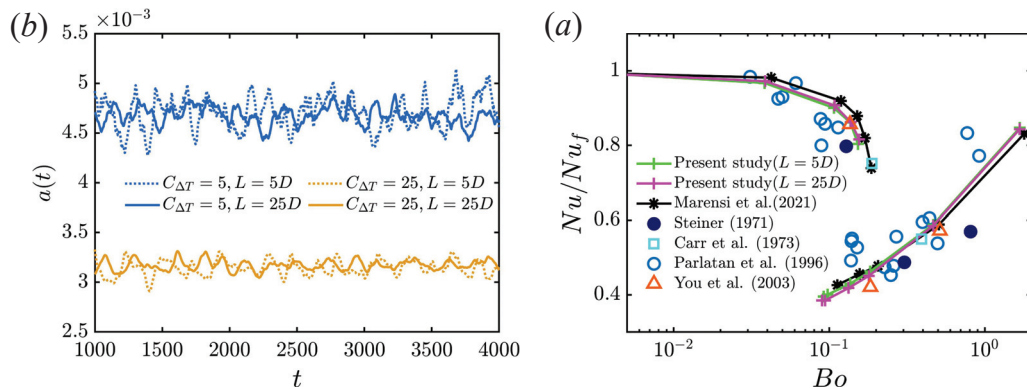 (b)
×10⁻³
5.5
5
4.5
4
3.5
3
2.5
a(t)
C_ΔT = 5, L = 5D
C_ΔT = 25, L = 5D
C_ΔT = 5, L = 25D
C_ΔT = 25, L = 25D
1000 1500 2000 2500 3000 3500 4000
t
(a)
1
0.8
0.6
0.4
Nu/Nu_f
Present study(L = 5D)
Present study(L = 25D)
Marensi et al.(2021)
Steiner (1971)
Carr et al. (1973)
Parlatan et al. (1996)
You et al. (2003)
10⁻² 10⁻¹ 10⁰
Bo